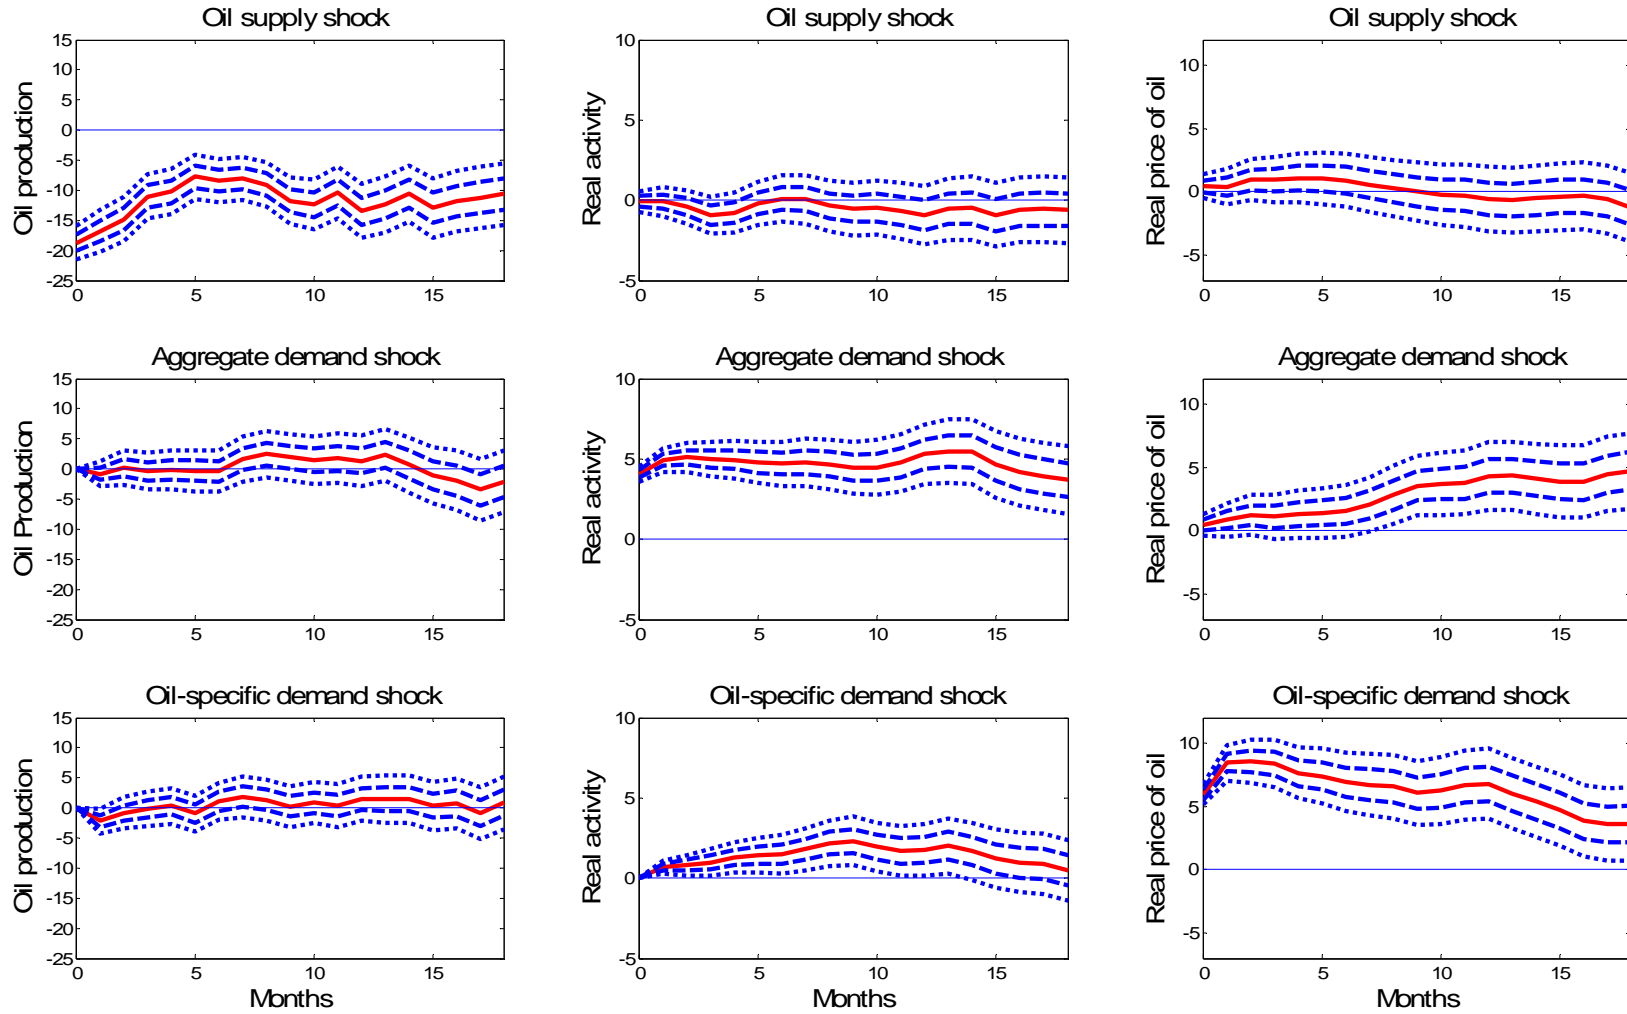 Oil supply shock
Oil production
15
10
5
0
-5
-10
-15
-20
-25
0 5 10 15
Oil supply shock
Real activity
10
5
0
-5
0 5 10 15
Oil supply shock
Real price of oil
10
5
0
-5
0 5 10 15
Aggregate demand shock
Oil Production
15
10
5
0
-5
-10
-15
-20
-25
0 5 10 15
Aggregate demand shock
Real activity
10
5
0
-5
0 5 10 15
Aggregate demand shock
Real price of oil
10
5
0
-5
0 5 10 15
Oil-specific demand shock
Oil production
15
10
5
0
-5
-10
-15
-20
-25
0 5 10 15
Months
Oil-specific demand shock
Real activity
10
5
0
-5
0 5 10 15
Months
Oil-specific demand shock
Real price of oil
10
5
0
-5
0 5 10 15
Months